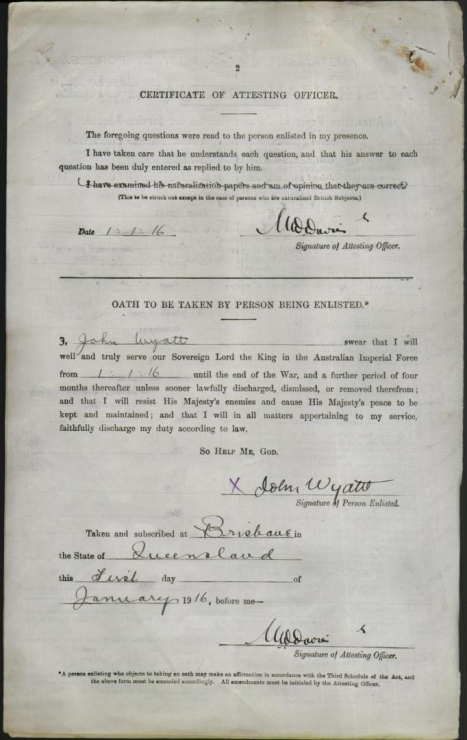 2
CERTIFICATE OF ATTESTING OFFICER.
The foregoing questions were read to the person enlisted in my presence.
I have taken care that he understands each question, and that his answer to each
question has been duly entered as replied to by him.
(I have examined his naturalization papers and am of opinion that they are correct)
(This is to be struck out except in the case of persons who are naturalized British Subjects.)
Date 1-1-16
Signature of Attesting Officer.
OATH TO BE TAKEN BY PERSON BEING ENLISTED.*
3, John Wyatt swear that I will
well and truly serve our Sovereign Lord the King in the Australian Imperial Force
from 1.1.16 until the end of the War, and a further period of four
months thereafter unless sooner lawfully discharged, dismissed, or removed therefrom;
and that I will resist His Majesty's enemies and cause His Majesty's peace to be
kept and maintained; and that I will in all matters appertaining to my service,
faithfully discharge my duty according to law.
SO HELP ME, GOD.
X John Wyatt
Signature of Person Enlisted.
Taken and subscribed at Brisbane in
the State of Queensland
this First day of
January 1916, before me—
Signature of Attesting Officer.
*A person enlisting who objects to taking an oath may make an affirmation in accordance with the Third Schedule of the Act, and
the above form must be amended accordingly. All amendments must be initialed by the Attesting Officer.